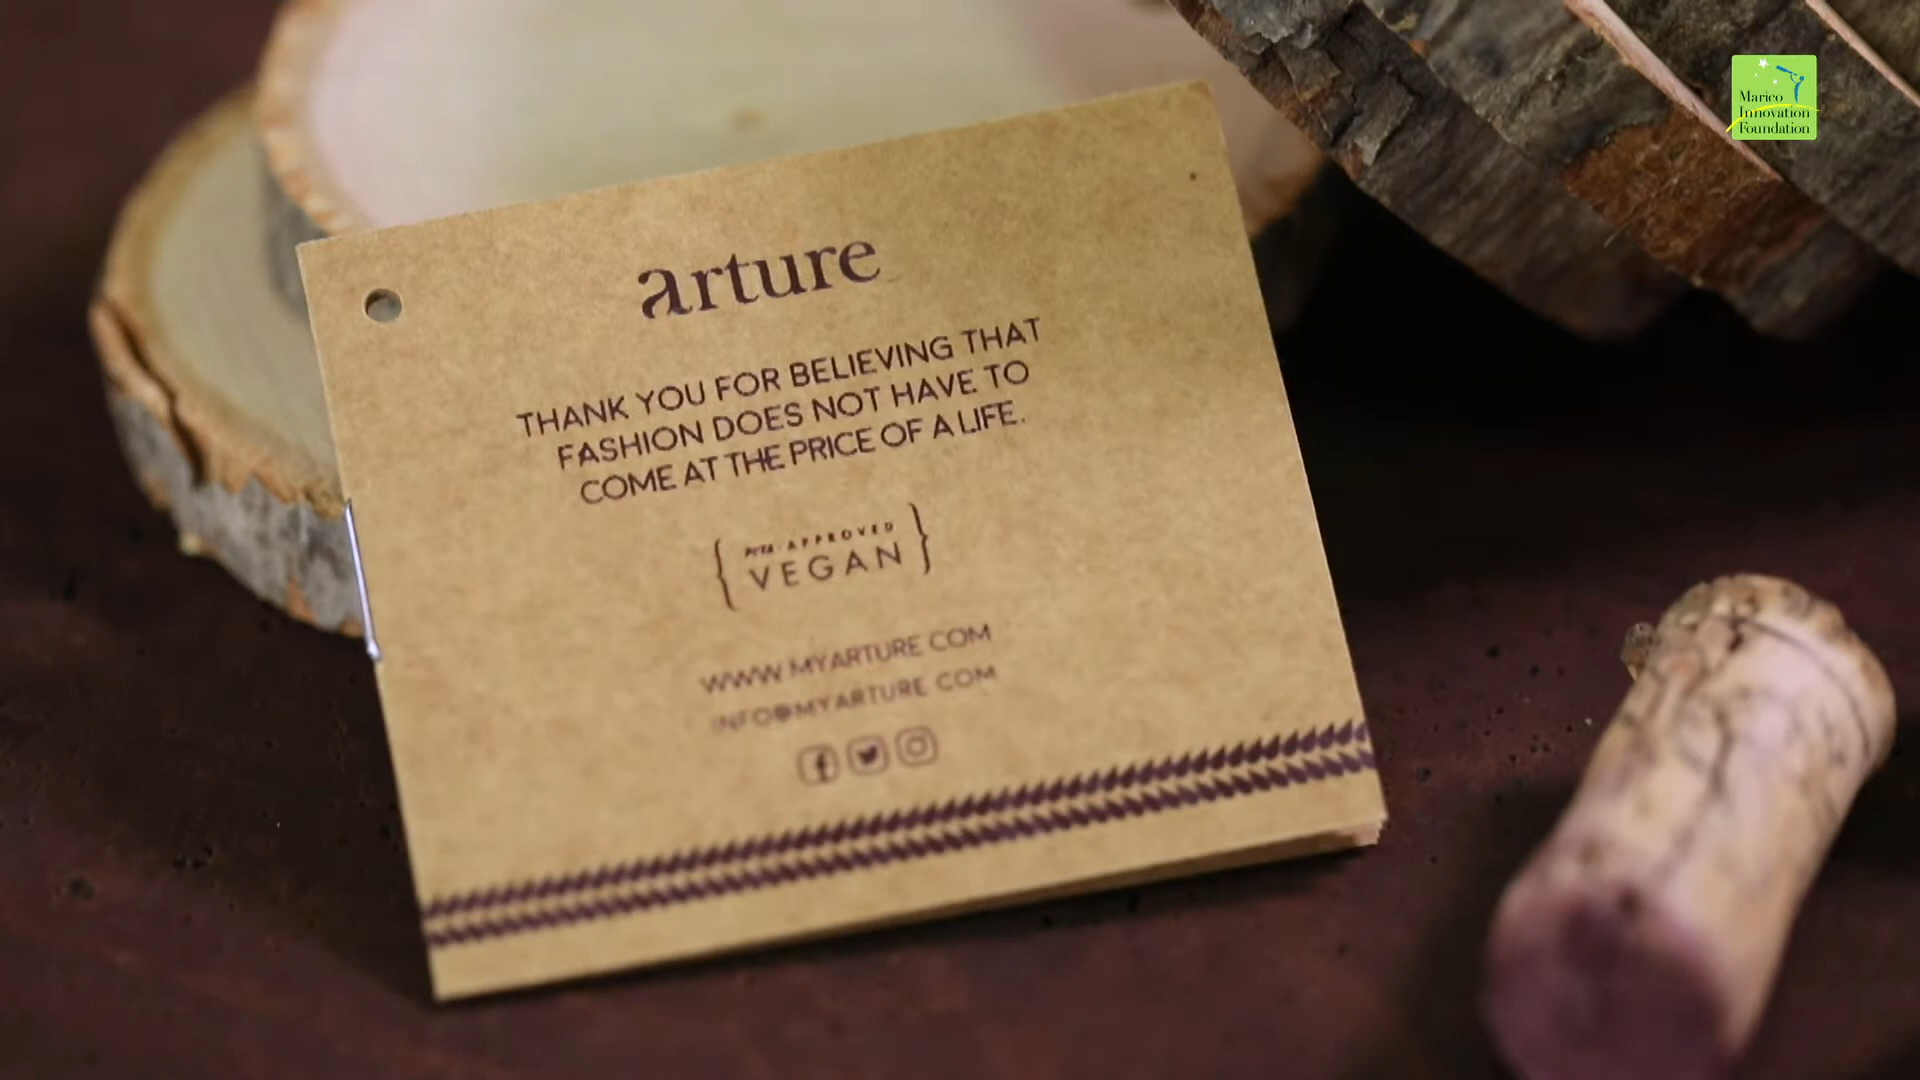 Marico
Innovation
Foundation
arture
THANK YOU FOR BELIEVING THAT
FASHION DOES NOT HAVE TO
COME AT THE PRICE OF A LIFE.
PETA-APPROVED
VEGAN
WWW.MYARTURE.COM
INFO@MYARTURE.COM